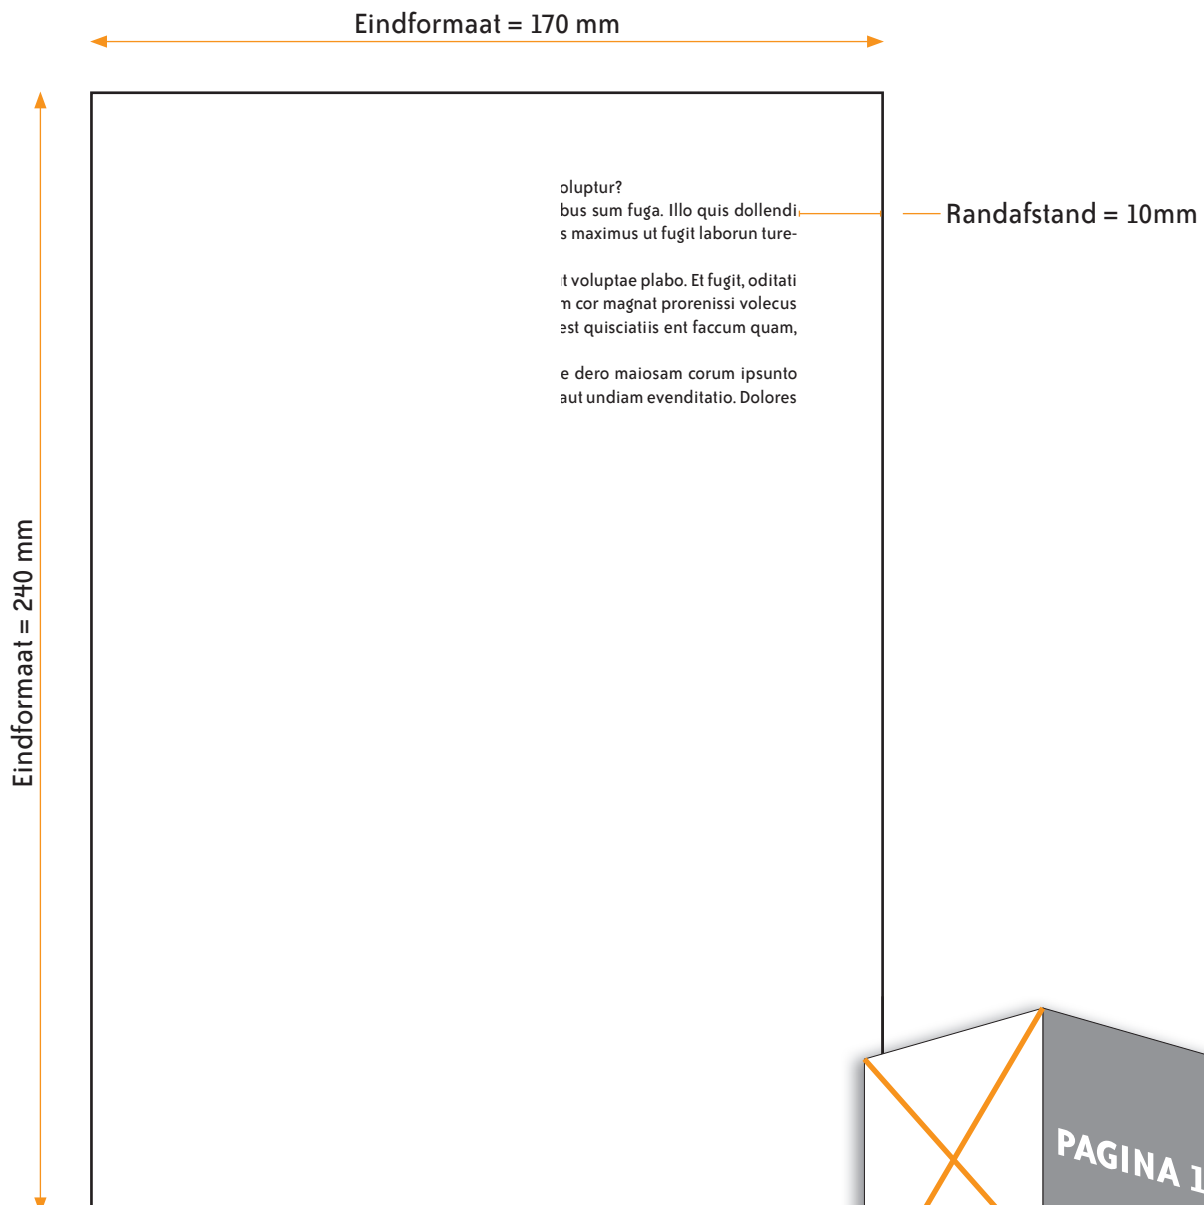 Eindformaat = 170 mm
oluptur?
bus sum fuga. Illo quis dollendi
s maximus ut fugit laborun ture-
Randafstand = 10mm
t voluptae plabo. Et fugit, oditati
m cor magnat prorenissi volecus
est quisciatiis ent faccum quam,
e dero maiosam corum ipsunto
aut undiam evenditatio. Dolores
Eindformaat = 240 mm
PAGINA 1